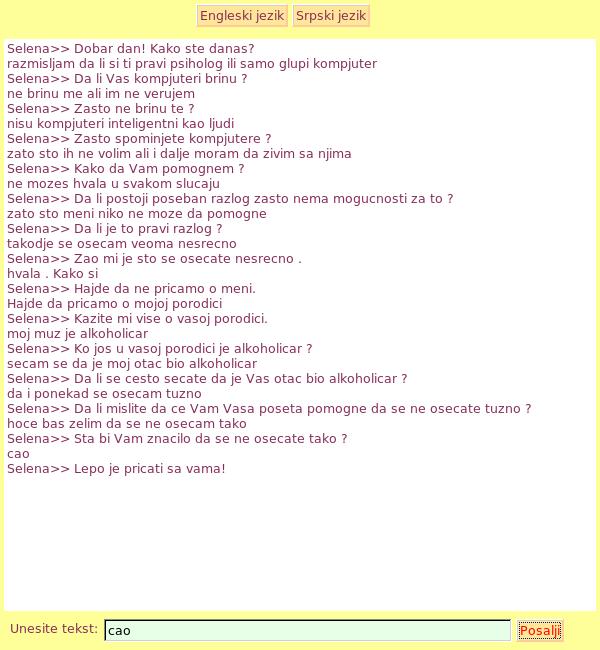 Engleski jezik Srpski jezik
Selena>> Dobar dan! Kako ste danas?
razmisljam da li si ti pravi psiholog ili samo glupi kompjuter
Selena>> Da li Vas kompjuteri brinu ?
ne brinu me ali im ne verujem
Selena>> Zasto ne brinu te ?
nisu kompjuteri inteligentni kao ljudi
Selena>> Zasto spominjete kompjutere ?
zato sto ih ne volim ali i dalje moram da zivim sa njima
Selena>> Kako da Vam pomognem ?
ne mozes hvala u svakom slucaju
Selena>> Da li postoji poseban razlog zasto nema mogucnosti za to ?
zato sto meni niko ne moze da pomogne
Selena>> Da li je to pravi razlog ?
takodje se osecam veoma nesrecno
Selena>> Zao mi je sto se osecate nesrecno .
hvala . Kako si
Selena>> Hajde da ne pricamo o meni.
Hajde da pricamo o mojoj porodici
Selena>> Kazite mi vise o vasoj porodici.
moj muz je alkoholicar
Selena>> Ko jos u vasoj porodici je alkoholicar ?
secam se da je moj otac bio alkoholicar
Selena>> Da li se cesto secate da je Vas otac bio alkoholicar ?
da i ponekad se osecam tuzno
Selena>> Da li mislite da ce Vam Vasa poseta pomogne da se ne osecate tuzno ?
hoce bas zelim da se ne osecam tako
Selena>> Sta bi Vam znacilo da se ne osecate tako ?
cao
Selena>> Lepo je pricati sa vama!
Unesite tekst: cao Posalji